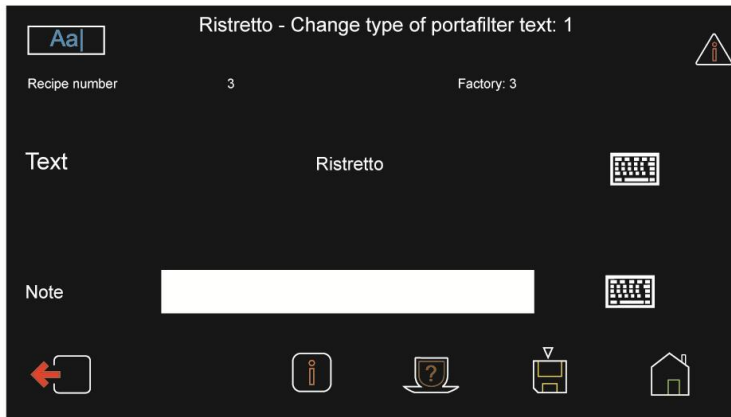 Ristretto - Change type of portafilter text: 1
Aa|
Recipe number 3 Factory: 3
Text Ristretto
Note
i
?